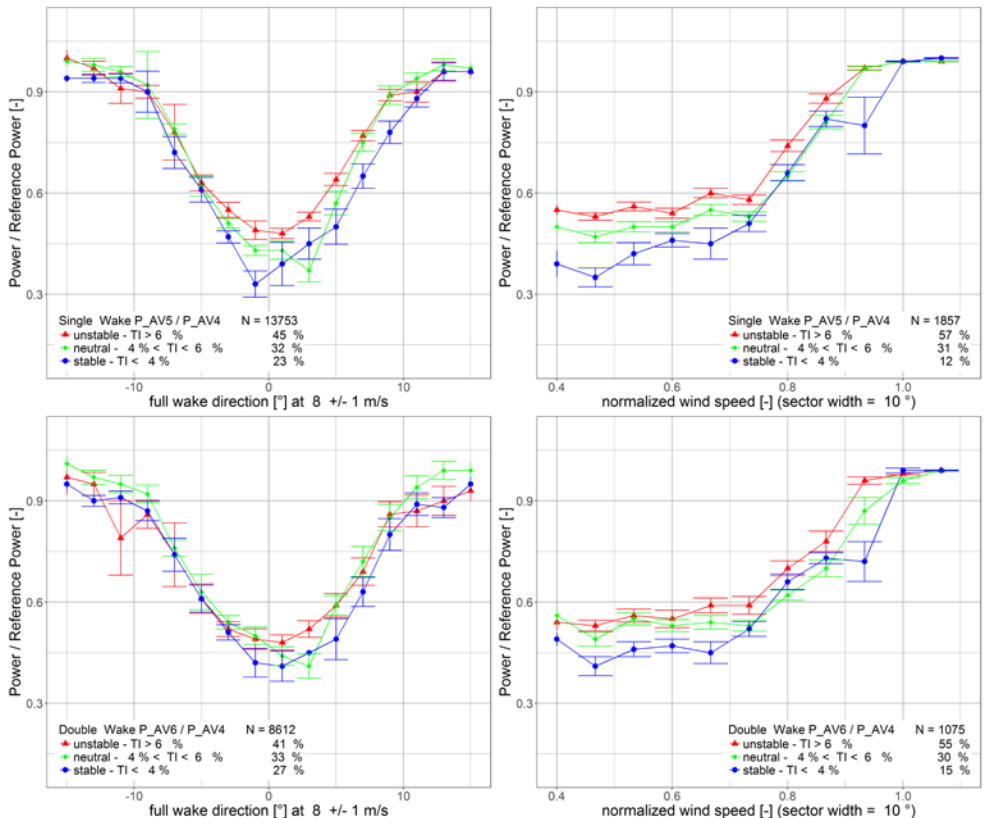 Power / Reference Power [-]
0.9
0.6
0.3
Single Wake P_AV5 / P_AV4 N = 13753
unstable - TI > 6 % 45 %
neutral - 4 % < TI < 6 % 32 %
stable - TI < 4 % 23 %
-10 0 10
full wake direction [°] at 8 +/- 1 m/s
Power / Reference Power [-]
0.9
0.6
0.3
Single Wake P_AV5 / P_AV4 N = 1857
unstable - TI > 6 % 57 %
neutral - 4 % < TI < 6 % 31 %
stable - TI < 4 % 12 %
0.4 0.6 0.8 1.0
normalized wind speed [-] (sector width = 10 °)
Power / Reference Power [-]
0.9
0.6
0.3
Double Wake P_AV6 / P_AV4 N = 8612
unstable - TI > 6 % 41 %
neutral - 4 % < TI < 6 % 33 %
stable - TI < 4 % 27 %
-10 0 10
full wake direction [°] at 8 +/- 1 m/s
Power / Reference Power [-]
0.9
0.6
0.3
Double Wake P_AV6 / P_AV4 N = 1075
unstable - TI > 6 % 55 %
neutral - 4 % < TI < 6 % 30 %
stable - TI < 4 % 15 %
0.4 0.6 0.8 1.0
normalized wind speed [-] (sector width = 10 °)